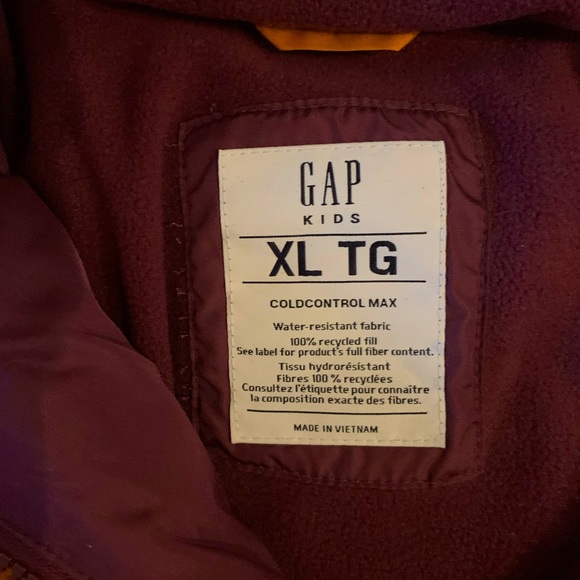 GAP
KIDS
XL TG
COLDCONTROL MAX
Water-resistant fabric
100% recycled fill
See label for product's full fiber content.
Tissu hydrorésistant
Fibres 100 % recyclées
Consultez l'étiquette pour connaître
la composition exacte des fibres.
MADE IN VIETNAM